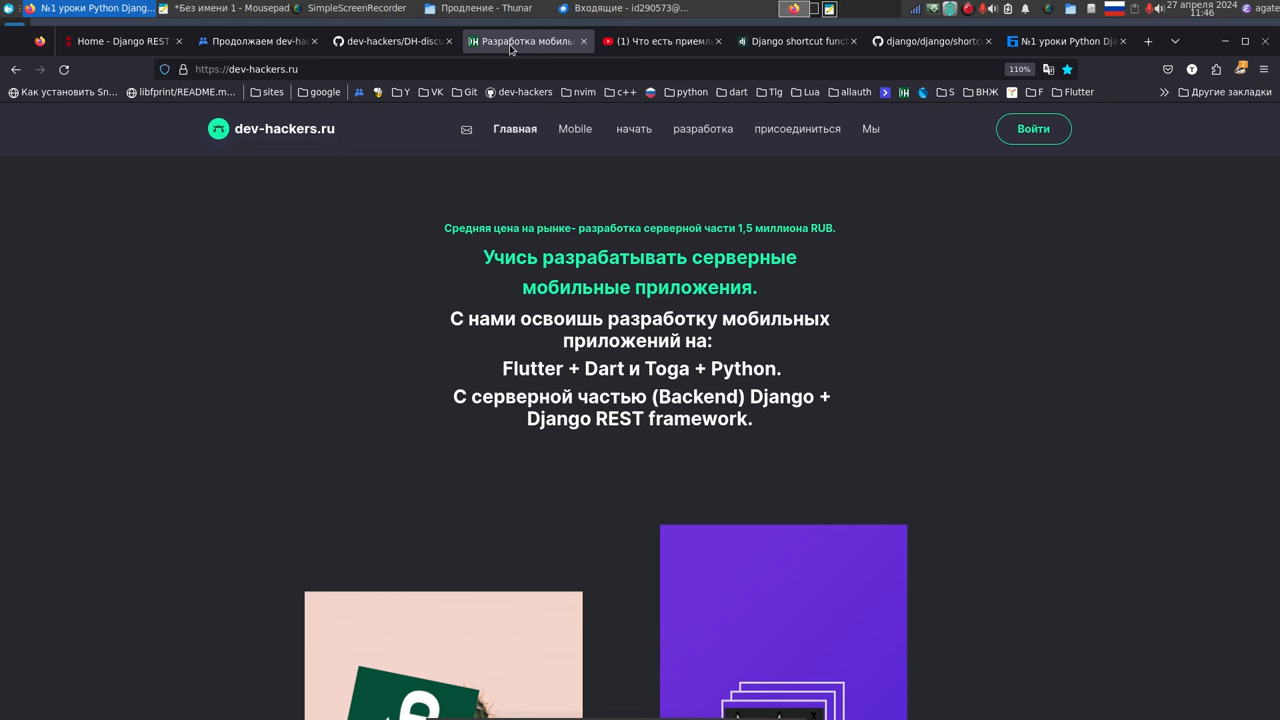 №1 уроки Python Djang...
*Без имени 1 - Mousepad
SimpleScreenRecorder
Продление - Thunar
Входящие - id290573@...
27 апреля 2024
11:46
agate
Home - Django REST
Продолжаем dev-ha
dev-hackers/DH-discu
Разработка мобиль
(1) Что есть приемл
Django shortcut funct
django/django/shortc
№1 уроки Python Dja
https://dev-hackers.ru
110%
Как установить Sn...
libfprint/README.m...
sites
google
Y
VK
Git
dev-hackers
nvim
c++
python
dart
Tlg
Lua
allauth
S
ВНЖ
F
Flutter
Другие закладки
dev-hackers.ru
Главная
Mobile
начать
разработка
присоединиться
Мы
Войти
Средняя цена на рынке- разработка серверной части 1,5 миллиона RUB.
Учись разрабатывать серверные
мобильные приложения.
С нами освоишь разработку мобильных
приложений на:
Flutter + Dart и Toga + Python.
С серверной частью (Backend) Django +
Django REST framework.